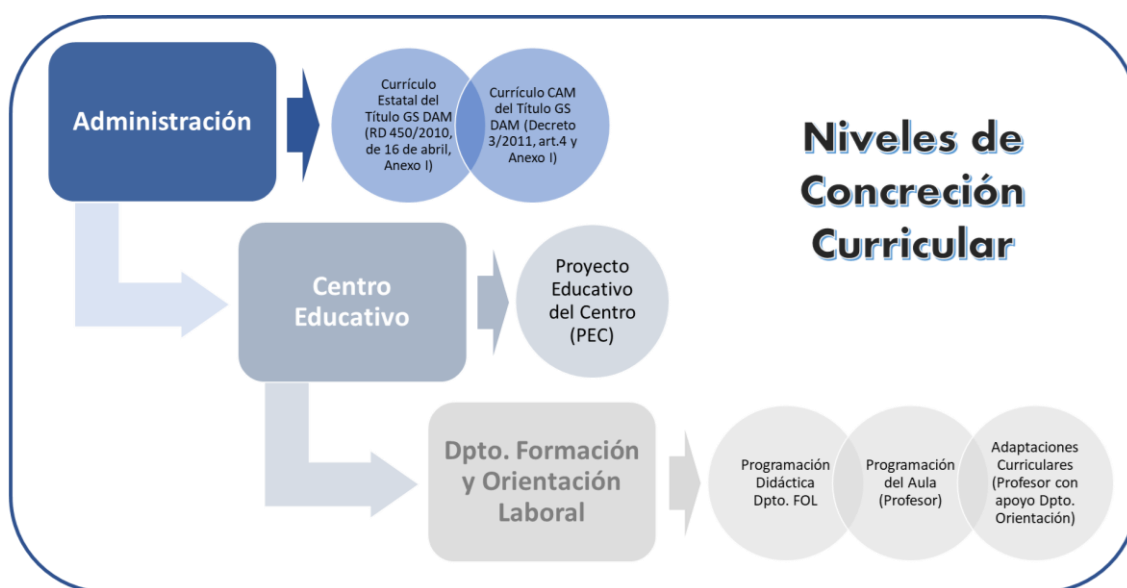 Administración
Currículo
Estatal del
Título GS DAM
(RD 450/2010,
de 16 de abril,
Anexo I)
Currículo CAM
del Título GS
DAM (Decreto
3/2011, art.4 y
Anexo I)
Niveles de
Concreción
Curricular
Centro
Educativo
Proyecto
Educativo
del Centro
(PEC)
Dpto. Formación
y Orientación
Laboral
Programación
Didáctica
Dpto. FOL
Programación
del Aula
(Profesor)
Adaptaciones
Curriculares
(Profesor con
apoyo Dpto.
Orientación)